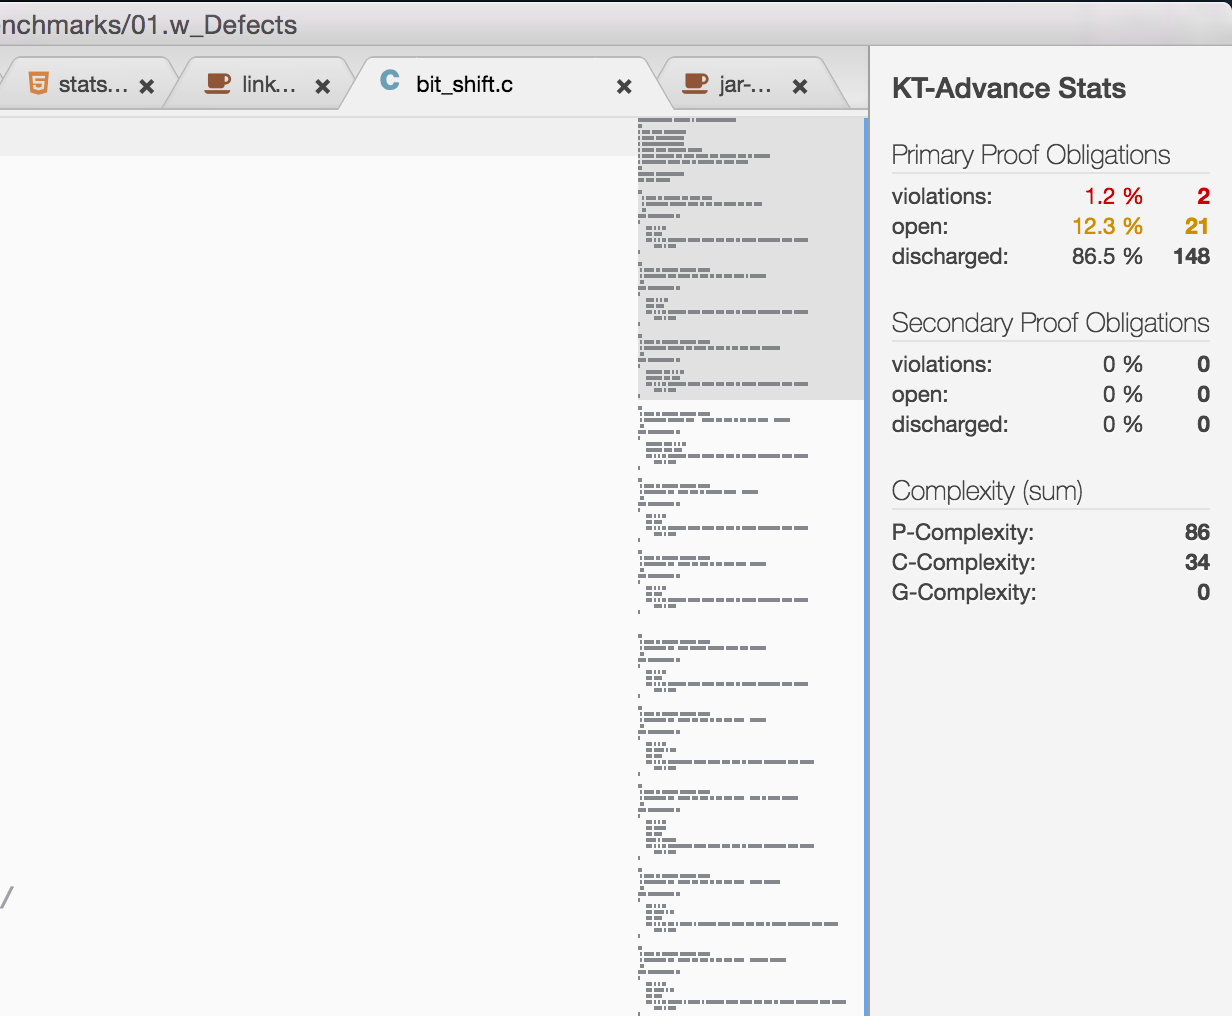 nchmarks/01.w_Defects
stats... link... C bit_shift.c jar-...
KT-Advance Stats
Primary Proof Obligations
violations: 1.2 % 2
open: 12.3 % 21
discharged: 86.5 % 148
Secondary Proof Obligations
violations: 0 % 0
open: 0 % 0
discharged: 0 % 0
Complexity (sum)
P-Complexity: 86
C-Complexity: 34
G-Complexity: 0
/